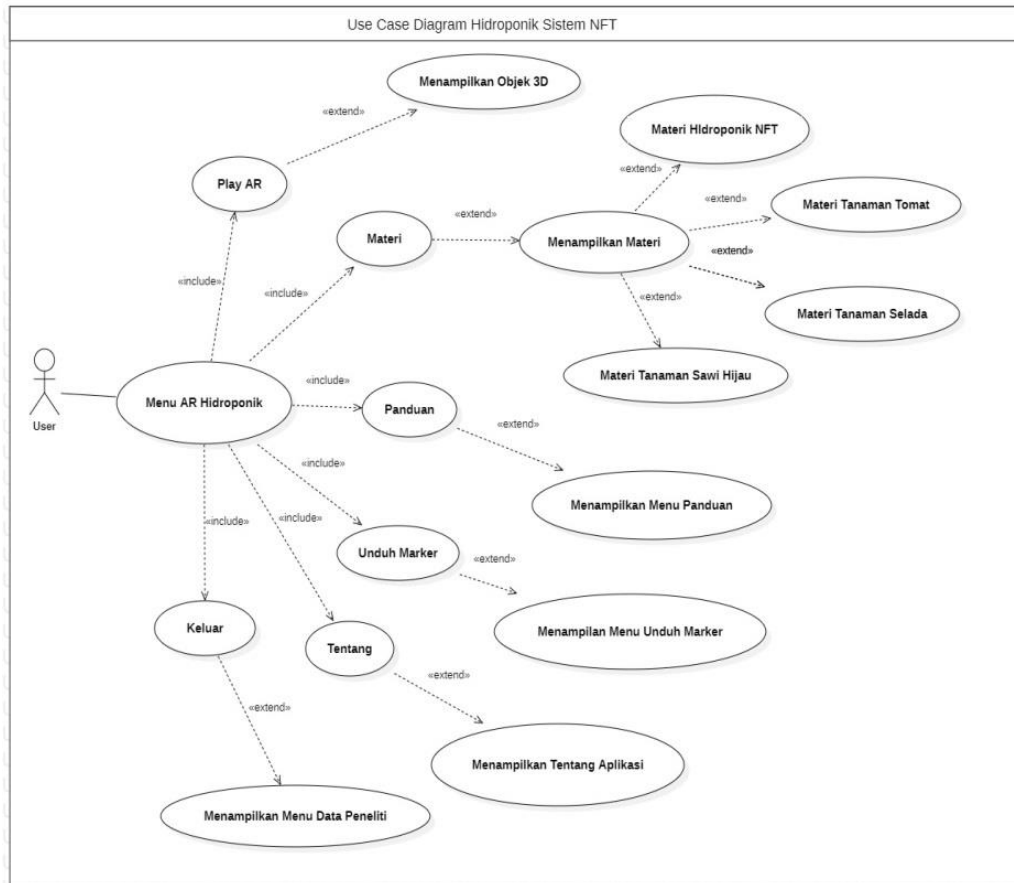 Use Case Diagram Hidroponik Sistem NFT
Menampilkan Objek 3D
«extend»
Materi HIdroponik NFT
«extend»
Play AR
«extend»
Materi Tanaman Tomat
Materi
«extend»
Menampilkan Materi
«extend»
«include»
«include»
«extend»
Materi Tanaman Selada
Materi Tanaman Sawi Hijau
«include»
Menu AR Hidroponik
Panduan
User
«extend»
«include»
Menampilkan Menu Panduan
«include»
«include»
Unduh Marker
«extend»
Keluar
Menampilan Menu Unduh Marker
Tentang
«extend»
«extend»
Menampilkan Tentang Aplikasi
Menampilkan Menu Data Peneliti